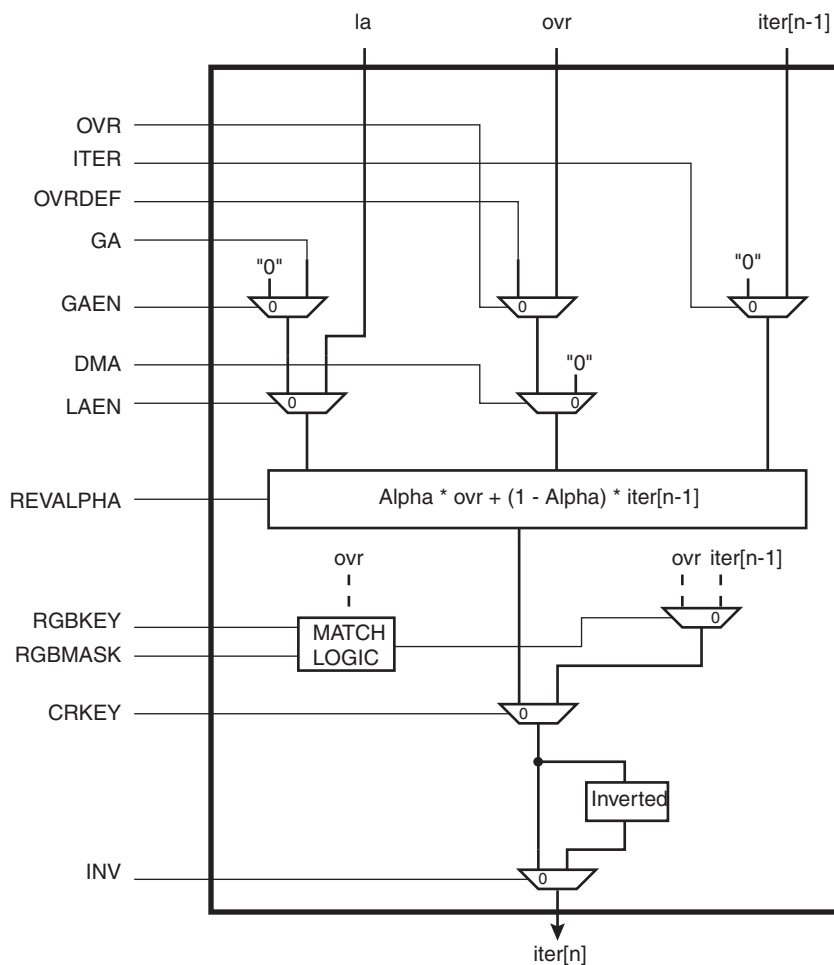 la ovr iter[n-1]
OVR
ITER
OVRDEF
GA
"0" "0"
GAEN 0 0 0
DMA "0"
LAEN 0 0
REVALPHA Alpha * ovr + (1 - Alpha) * iter[n-1]
ovr ovr iter[n-1]
RGBKEY MATCH 0
RGBMASK LOGIC
CRKEY 0
Inverted
INV 0
iter[n]